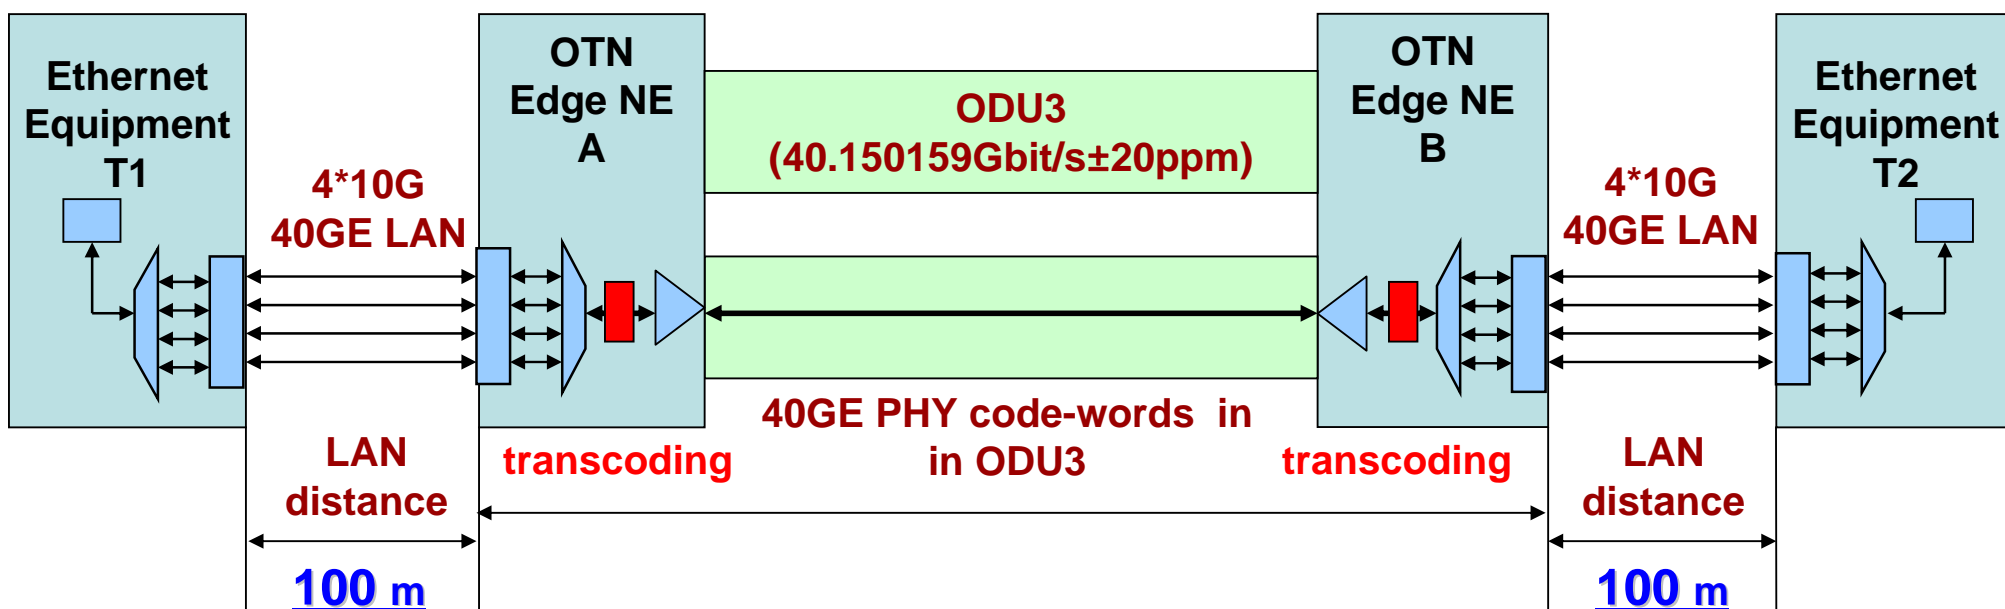 Ethernet
Equipment
T1
4*10G
40GE LAN
LAN
distance
100 m
OTN
Edge NE
A
transcoding
ODU3
(40.150159Gbit/s±20ppm)
40GE PHY code-words in
in ODU3
OTN
Edge NE
B
transcoding
4*10G
40GE LAN
LAN
distance
100 m
Ethernet
Equipment
T2